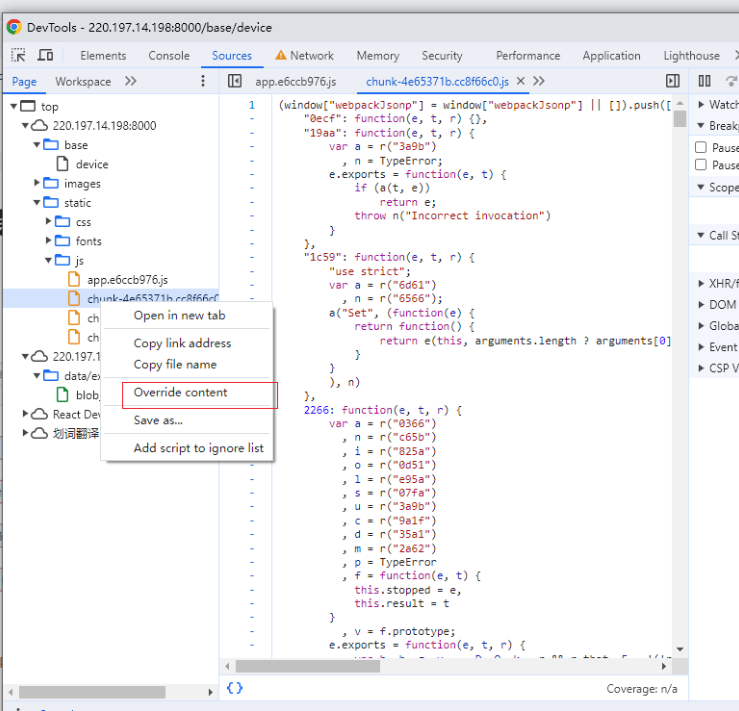 DevTools - 220.197.14.198:8000/base/device
Elements Console Sources Network Memory Security Performance Application Lighthouse
Page Workspace app.e6ccb976.js chunk-4e65371b.cc8f66c0.js
top
220.197.14.198:8000
base
device
images
static
css
fonts
js
app.e6ccb976.js
chunk-4e65371b.cc8f66c0
ch
ch
220.197.1
data/ex
blob
React Dev
划词翻译
Open in new tab
Copy link address
Copy file name
Override content
Save as...
Add script to ignore list
1 (window["webpackJsonp"] = window["webpackJsonp"] || []).push([
- "0ecf": function(e, t, r) {},
- "19aa": function(e, t, r) {
- var a = r("3a9b")
- , n = TypeError;
- e.exports = function(e, t) {
- if (a(t, e))
- return e;
- throw n("Incorrect invocation")
- }
- },
- "1c59": function(e, t, r) {
- "use strict";
- var a = r("6d61")
- , n = r("6566");
- a("Set", (function(e) {
- return function() {
- return e(this, arguments.length ? arguments[0]
- }
- }
- ), n)
- },
- 2266: function(e, t, r) {
- var a = r("0366")
- , n = r("c65b")
- , i = r("825a")
- , o = r("0d51")
- , l = r("e95a")
- , s = r("07fa")
- , u = r("3a9b")
- , c = r("9a1f")
- , d = r("35a1")
- , m = r("2a62")
- , p = TypeError
- , f = function(e, t) {
- this.stopped = e,
- this.result = t
- }
- , v = f.prototype;
- e.exports = function(e, t, r) {
{} Coverage: n/a
Watch
Breakp
Pause
Pause
Scope
Call St
XHR/f
DOM
Globa
Event
CSP V